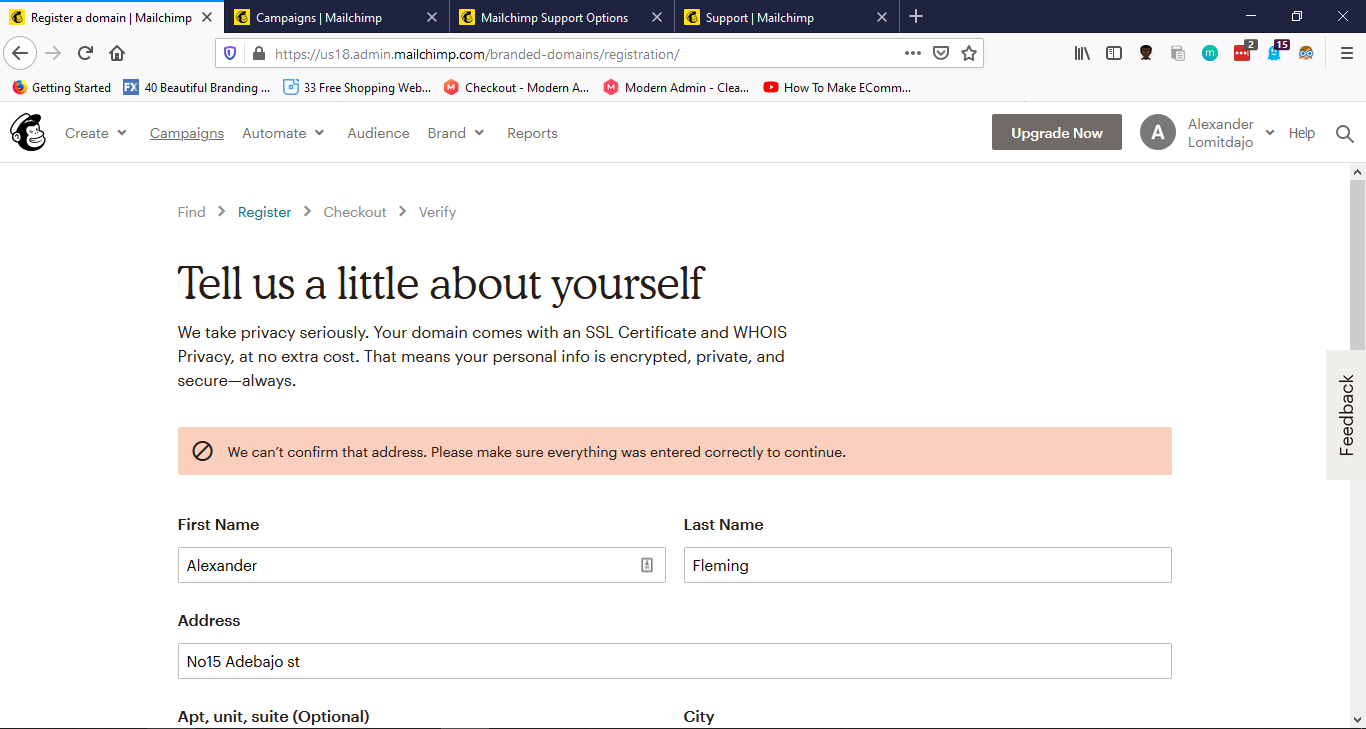 Register a domain | Mailchimp
Campaigns | Mailchimp
Mailchimp Support Options
Support | Mailchimp
https://us18.admin.mailchimp.com/branded-domains/registration/
2
15
m
Getting Started
FX
40 Beautiful Branding ...
33 Free Shopping Web...
M
Checkout - Modern A...
M
Modern Admin - Clea...
How To Make EComm...
Create
Campaigns
Automate
Audience
Brand
Reports
Upgrade Now
A
Alexander
Lomitdajo
Help
Find
Register
Checkout
Verify
Tell us a little about yourself
We take privacy seriously. Your domain comes with an SSL Certificate and WHOIS
Privacy, at no extra cost. That means your personal info is encrypted, private, and
secure—always.
Feedback
We can’t confirm that address. Please make sure everything was entered correctly to continue.
First Name
Last Name
Alexander
Fleming
Address
No15 Adebajo st
Apt, unit, suite (Optional)
City